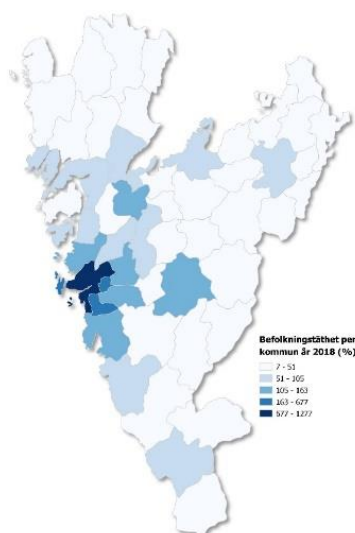 Befolkningstäthet per
kommun år 2018 (%)
7 - 51
51 - 105
105 - 163
163 - 677
677 - 1277